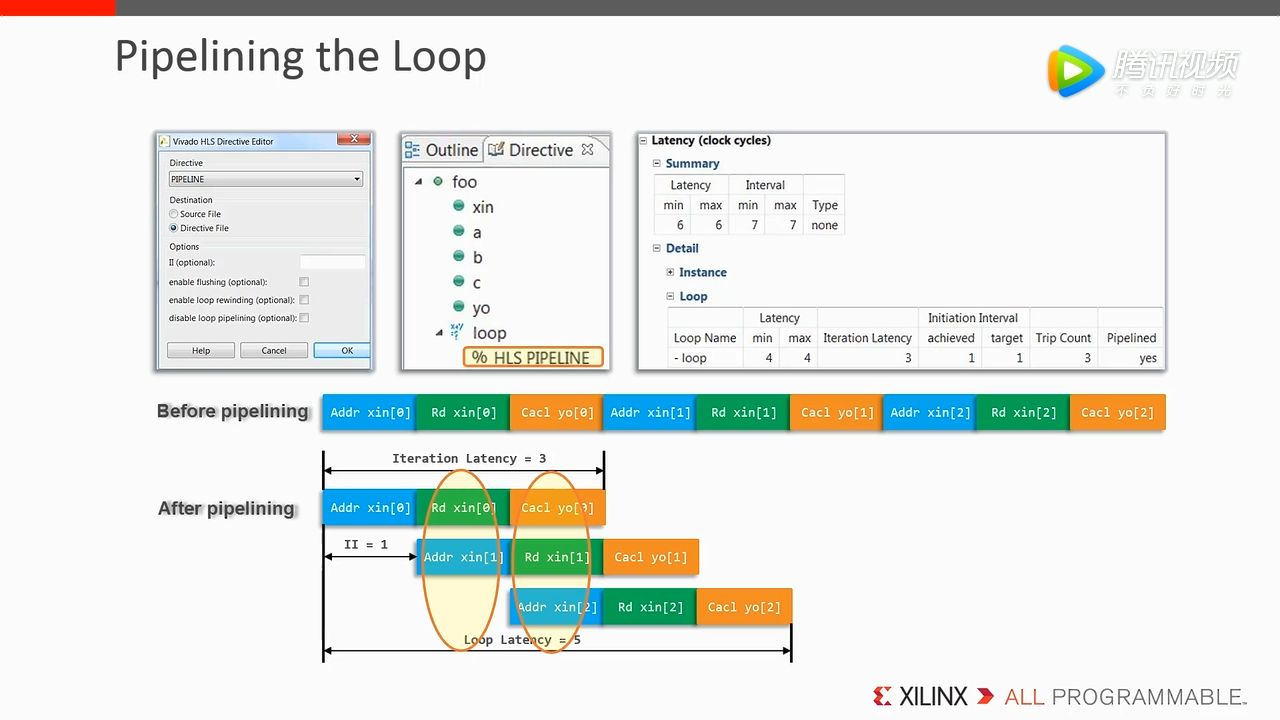 Pipelining the Loop
腾讯视频
不负好时光
Vivado HLS Directive Editor
Directive
PIPELINE
Destination
Source File
Directive File
Options
II (optional):
enable flushing (optional):
enable loop rewinding (optional):
disable loop pipelining (optional):
Help Cancel OK
Outline Directive
foo
xin
a
b
c
yo
loop
% HLS PIPELINE
Latency (clock cycles)
Summary
Latency Interval
min max min max Type
6 6 7 7 none
Detail
Instance
Loop
Latency Initiation Interval
Loop Name min max Iteration Latency achieved target Trip Count Pipelined
- loop 4 4 3 1 1 3 yes
Before pipelining Addr xin[0] Rd xin[0] Cacl yo[0] Addr xin[1] Rd xin[1] Cacl yo[1] Addr xin[2] Rd xin[2] Cacl yo[2]
Iteration Latency = 3
After pipelining Addr xin[0] Rd xin[0] Cacl yo[0]
II = 1
Addr xin[1] Rd xin[1] Cacl yo[1]
Addr xin[2] Rd xin[2] Cacl yo[2]
Loop Latency = 5
XILINX ALL PROGRAMMABLE™